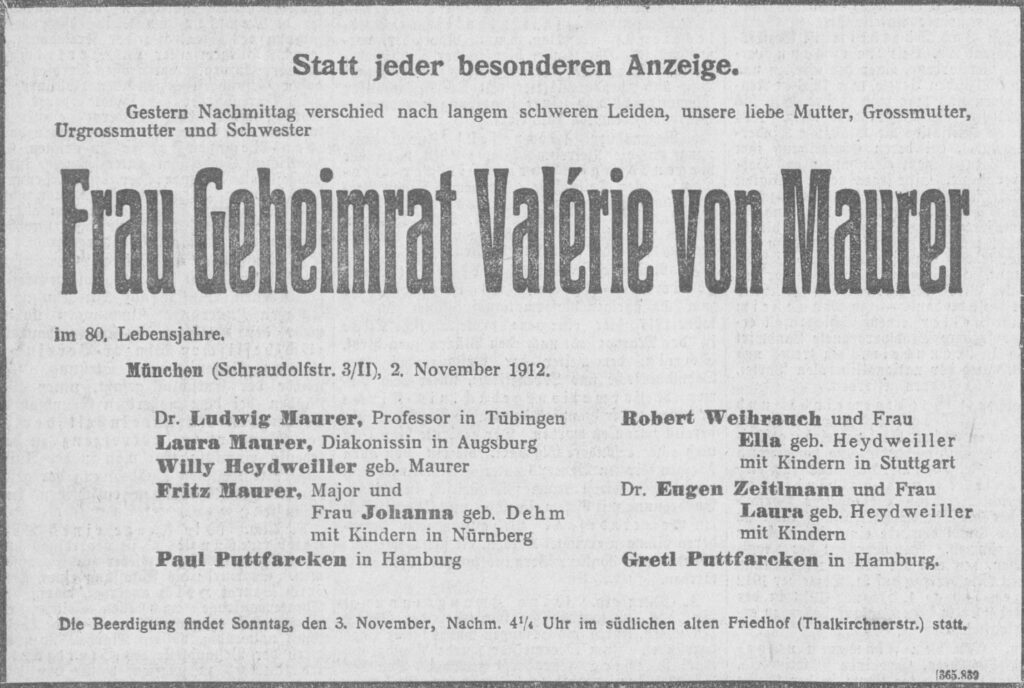 Statt jeder besonderen Anzeige.
Gestern Nachmittag verschied nach langem schweren Leiden, unsere liebe Mutter, Grossmutter,
Urgrossmutter und Schwester
Frau Geheimrat Valérie von Maurer
im 80. Lebensjahre.
München (Schraudolfstr. 3/II), 2. November 1912.
Dr. Ludwig Maurer, Professor in Tübingen
Laura Maurer, Diakonissin in Augsburg
Willy Heydweiller geb. Maurer
Fritz Maurer, Major und
Frau Johanna geb. Dehm
mit Kindern in Nürnberg
Paul Puttfarcken in Hamburg
Robert Weihrauch und Frau
Ella geb. Heydweiller
mit Kindern in Stuttgart
Dr. Eugen Zeitlmann und Frau
Laura geb. Heydweiller
mit Kindern
Gretl Puttfarcken in Hamburg.
Die Beerdigung findet Sonntag, den 3. November, Nachm. 4¼ Uhr im südlichen alten Friedhof (Thalkirchnerstr.) statt.
365.839